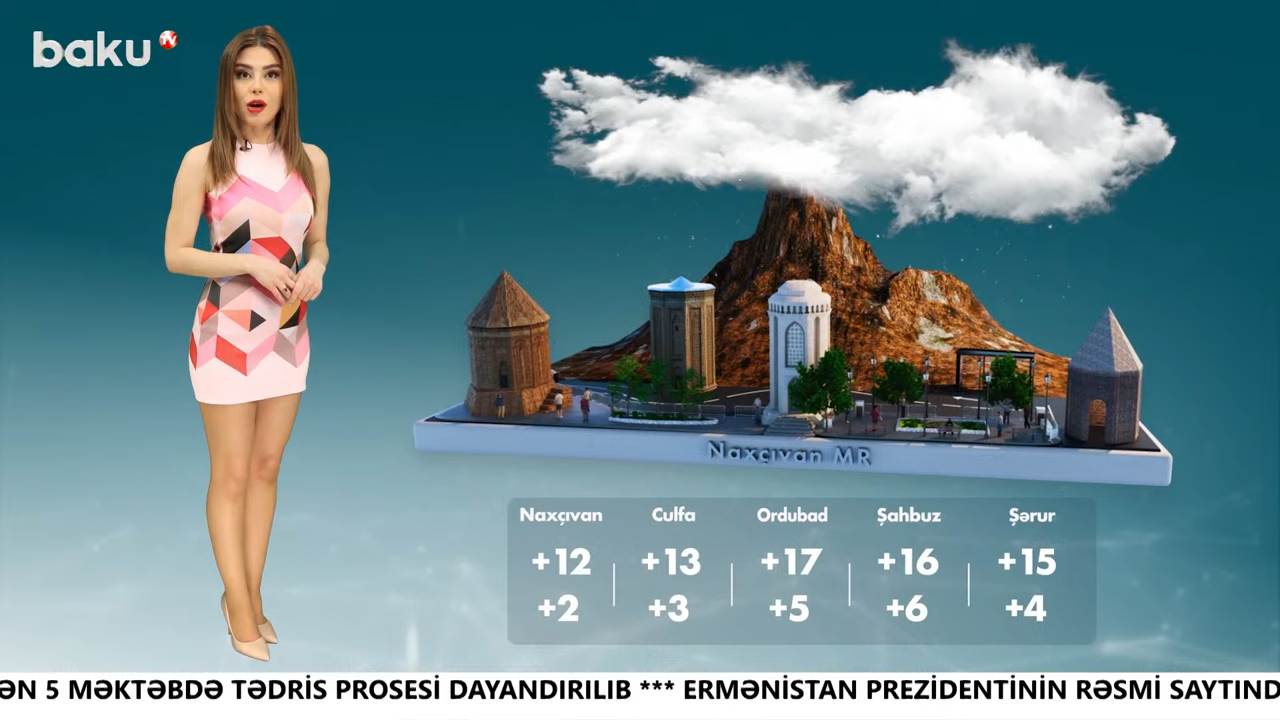 baku TV
Naxçıvan MR
Naxçıvan Culfa Ordubad Şahbuz Şərur
+12 +13 +17 +16 +15
+2 +3 +5 +6 +4
ƏN 5 MƏKTƏBDƏ TƏDRİS PROSESİ DAYANDIRILIB *** ERMƏNİSTAN PREZİDENTİNİN RƏSMİ SAYTIND